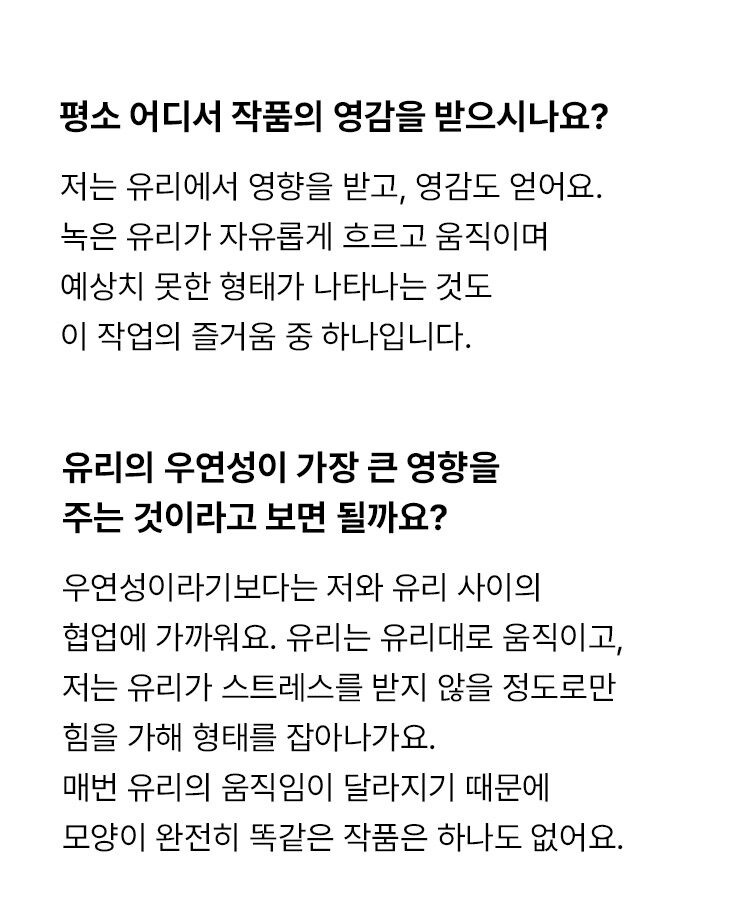 평소 어디서 작품의 영감을 받으시나요?
저는 유리에서 영향을 받고, 영감도 얻어요.
녹은 유리가 자유롭게 흐르고 움직이며
예상치 못한 형태가 나타나는 것도
이 작업의 즐거움 중 하나입니다.
유리의 우연성이 가장 큰 영향을
주는 것이라고 보면 될까요?
우연성이라기보다는 저와 유리 사이의
협업에 가까워요. 유리는 유리대로 움직이고,
저는 유리가 스트레스를 받지 않을 정도로만
힘을 가해 형태를 잡아나가요.
매번 유리의 움직임이 달라지기 때문에
모양이 완전히 똑같은 작품은 하나도 없어요.